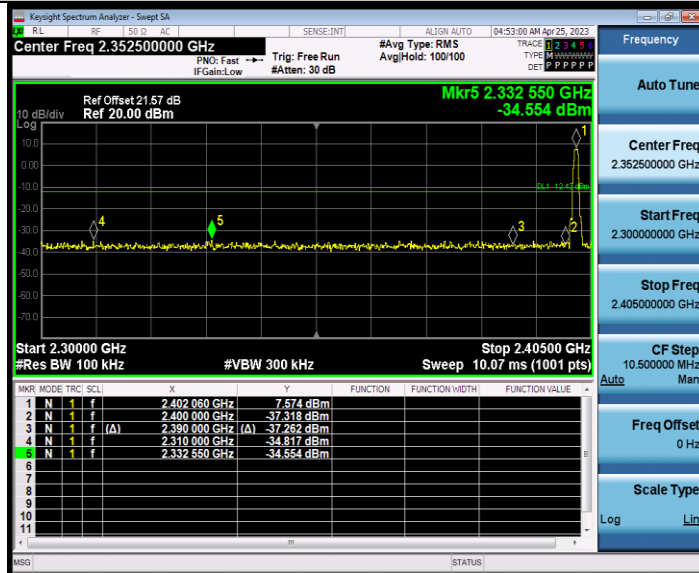 Keysight Spectrum Analyzer - Swept SA
RL RF 50 Ω AC SENSE:INT ALIGN AUTO 04:53:00 AM Apr 25, 2023
Center Freq 2.352500000 GHz
PNO: Fast
IFGain:Low
Trig: Free Run
#Atten: 30 dB
#Avg Type: RMS
Avg|Hold: 100/100
TRACE 1 2 3 4 5 6
TYPE M
DET P P P P P P
Ref Offset 21.57 dB
10 dB/div Ref 20.00 dBm
Log
Mkr5 2.332 550 GHz
-34.554 dBm
10.0
0.00
-10.0
-20.0
-30.0
-40.0
-50.0
-60.0
-70.0
1
2
3
4
5
Start 2.30000 GHz Stop 2.40500 GHz
#Res BW 100 kHz #VBW 300 kHz Sweep 10.07 ms (1001 pts)
MKR MODE TRC SCL X Y FUNCTION FUNCTION WIDTH FUNCTION VALUE
1 N 1 f 2.402 060 GHz 7.574 dBm
2 N 1 f 2.400 000 GHz -37.318 dBm
3 N 1 f (Δ) 2.390 000 GHz (Δ) -37.262 dBm
4 N 1 f 2.310 000 GHz -34.817 dBm
5 N 1 f 2.332 550 GHz -34.554 dBm
6
7
8
9
10
11
MSG STATUS
Frequency
Auto Tune
Center Freq
2.352500000 GHz
Start Freq
2.300000000 GHz
Stop Freq
2.405000000 GHz
CF Step
10.500000 MHz
Auto Man
Freq Offset
0 Hz
Scale Type
Log Lin